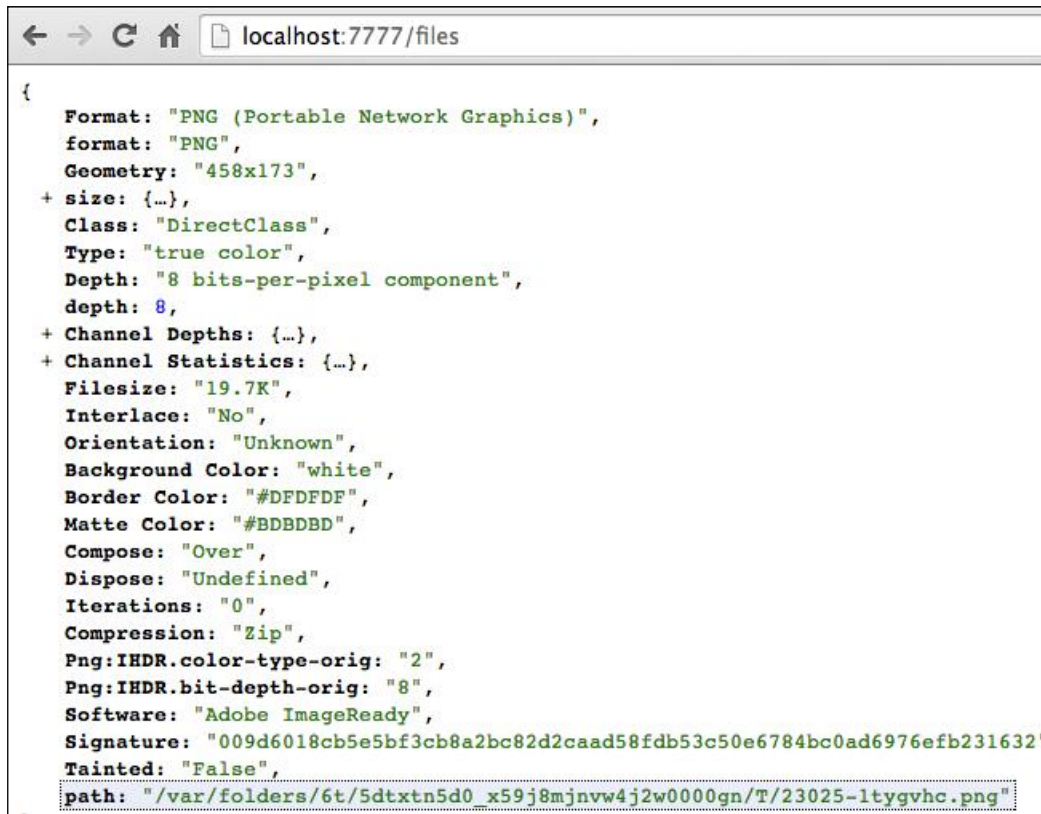 localhost:7777/files
{
Format: "PNG (Portable Network Graphics)",
format: "PNG",
Geometry: "458x173",
+ size: {…},
Class: "DirectClass",
Type: "true color",
Depth: "8 bits-per-pixel component",
depth: 8,
+ Channel Depths: {…},
+ Channel Statistics: {…},
Filesize: "19.7K",
Interlace: "No",
Orientation: "Unknown",
Background Color: "white",
Border Color: "#DFDFDF",
Matte Color: "#BDBDBD",
Compose: "Over",
Dispose: "Undefined",
Iterations: "0",
Compression: "Zip",
Png:IHDR.color-type-orig: "2",
Png:IHDR.bit-depth-orig: "8",
Software: "Adobe ImageReady",
Signature: "009d6018cb5e5bf3cb8a2bc82d2caad58fdb53c50e6784bc0ad6976efb231632"
Tainted: "False",
path: "/var/folders/6t/5dtxtn5d0_x59j8mjnvw4j2w0000gn/T/23025-1tygvhc.png"